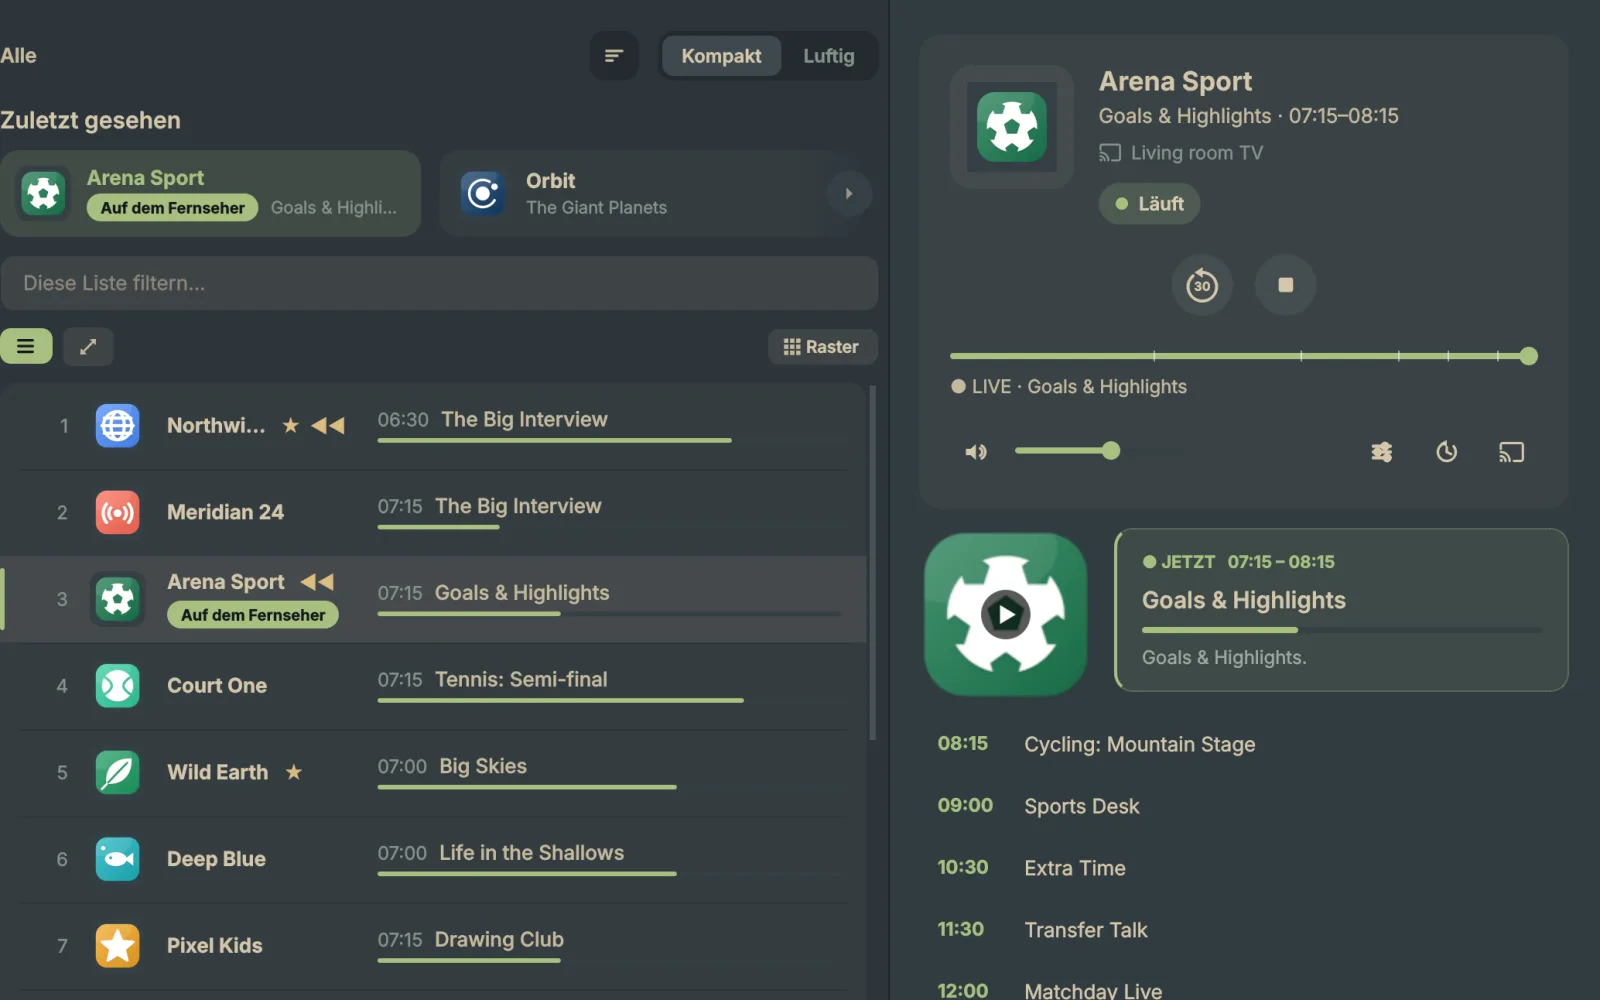 Alle
Kompakt
Luftig
Zuletzt gesehen
Arena Sport
Auf dem Fernseher
Goals & Highli...
Orbit
The Giant Planets
Diese Liste filtern...
Raster
1
Northwi...
06:30 The Big Interview
2
Meridian 24
07:15 The Big Interview
3
Arena Sport
Auf dem Fernseher
07:15 Goals & Highlights
4
Court One
07:15 Tennis: Semi-final
5
Wild Earth
07:00 Big Skies
6
Deep Blue
07:00 Life in the Shallows
7
Pixel Kids
07:15 Drawing Club
Arena Sport
Goals & Highlights · 07:15–08:15
Living room TV
Läuft
30
LIVE · Goals & Highlights
JETZT 07:15 – 08:15
Goals & Highlights
Goals & Highlights.
08:15 Cycling: Mountain Stage
09:00 Sports Desk
10:30 Extra Time
11:30 Transfer Talk
12:00 Matchday Live